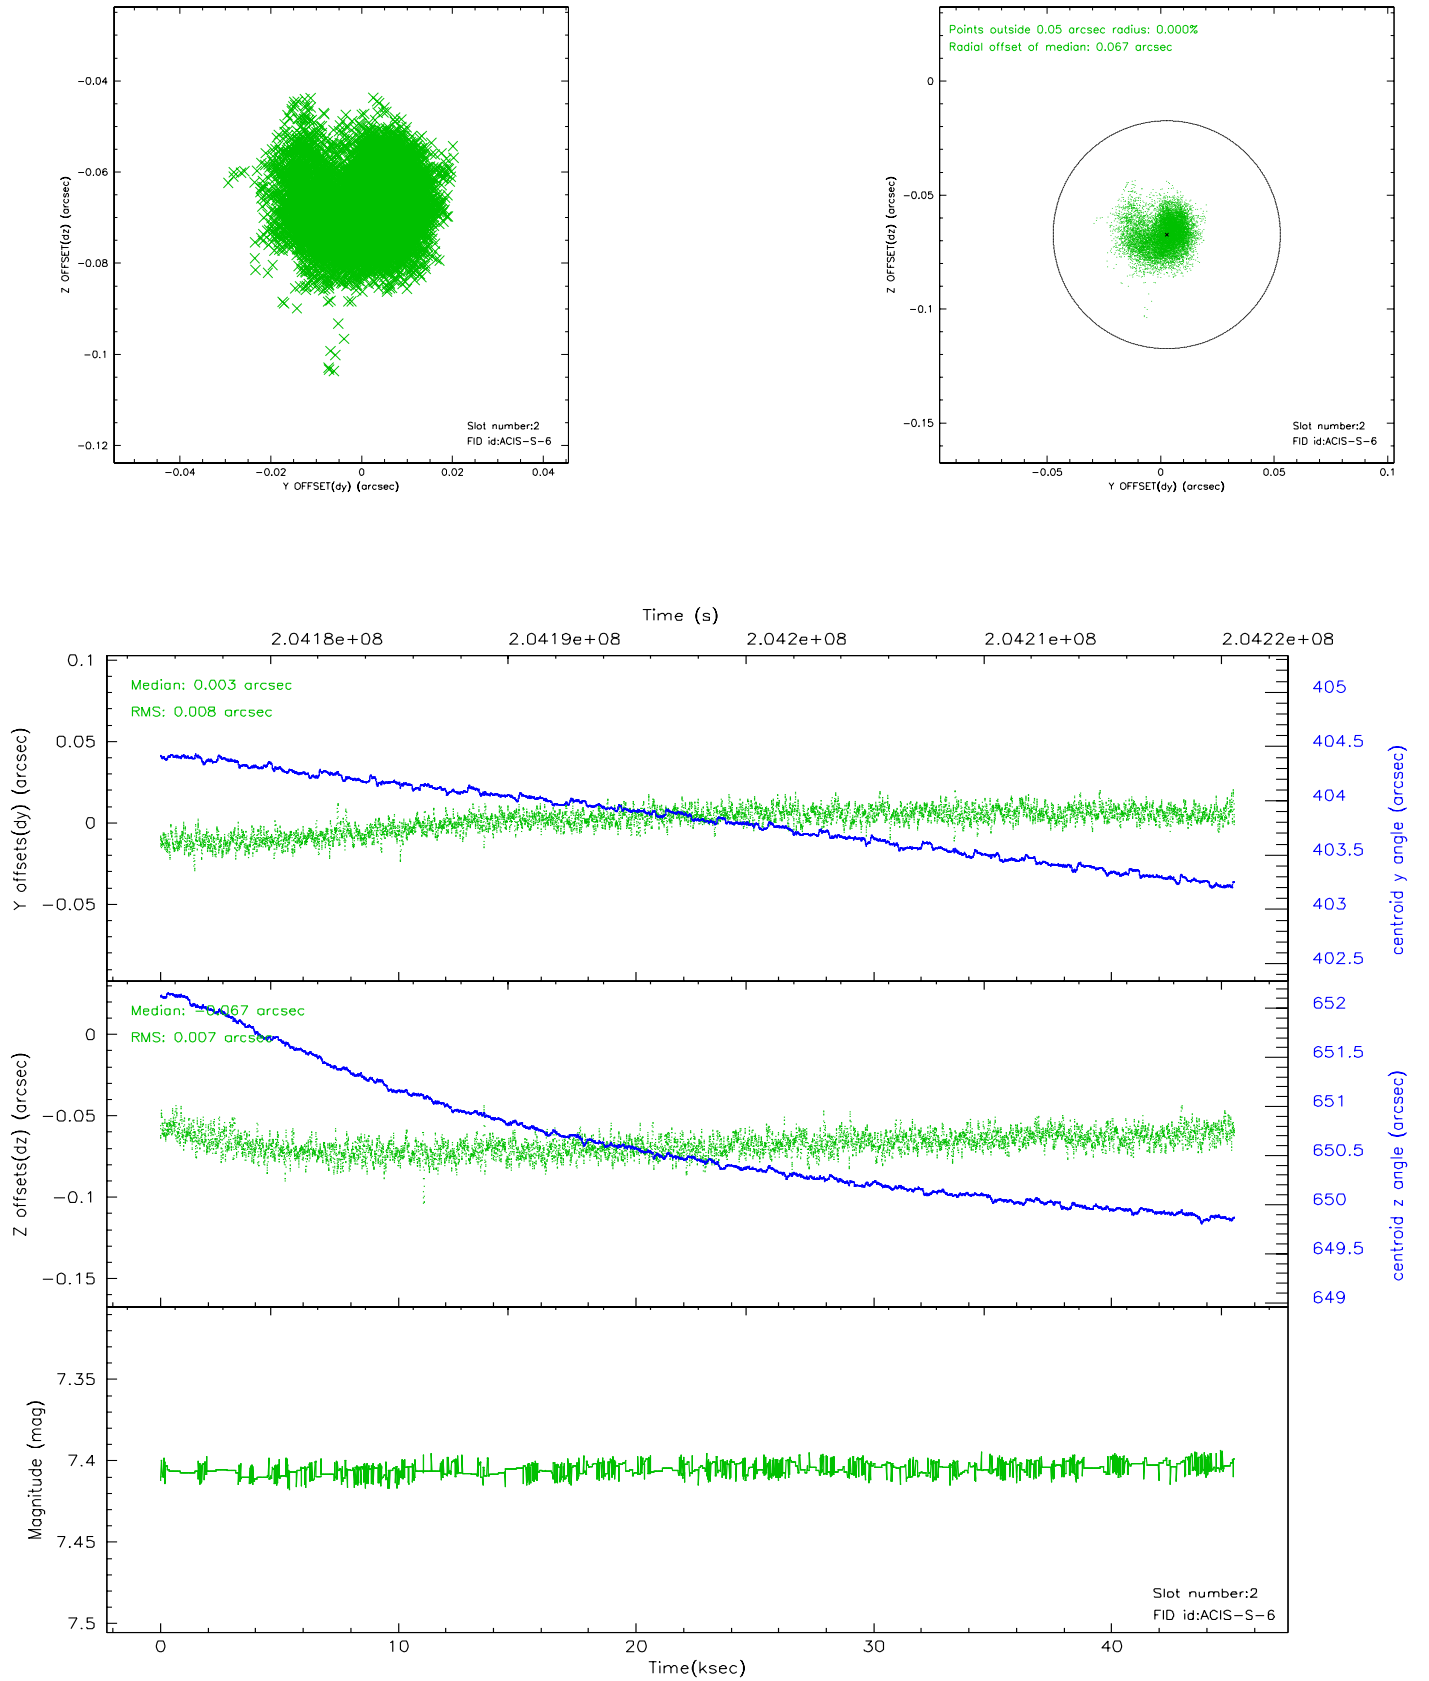 −0.04
−0.06
−0.08
−0.1
−0.12
Z OFFSET(dz) (arcsec)
Slot number:2
FID id:ACIS−S−6
−0.04 −0.02 0 0.02 0.04
Y OFFSET(dy) (arcsec)
Points outside 0.05 arcsec radius: 0.000%
Radial offset of median: 0.067 arcsec
0
−0.05
−0.1
−0.15
Z OFFSET(dz) (arcsec)
Slot number:2
FID id:ACIS−S−6
−0.05 0 0.05 0.1
Y OFFSET(dy) (arcsec)
Time (s)
2.0418e+08 2.0419e+08 2.042e+08 2.0421e+08 2.0422e+08
0.1
0.05
0
−0.05
Y offsets(dy) (arcsec)
Median: 0.003 arcsec
RMS: 0.008 arcsec
405
404.5
404
403.5
403
402.5
centroid y angle (arcsec)
0
−0.05
−0.1
−0.15
Z offsets(dz) (arcsec)
Median: −0.067 arcsec
RMS: 0.007 arcsec
652
651.5
651
650.5
650
649.5
649
centroid z angle (arcsec)
7.35
7.4
7.45
7.5
Magnitude (mag)
Slot number:2
FID id:ACIS−S−6
0 10 20 30 40
Time(ksec)